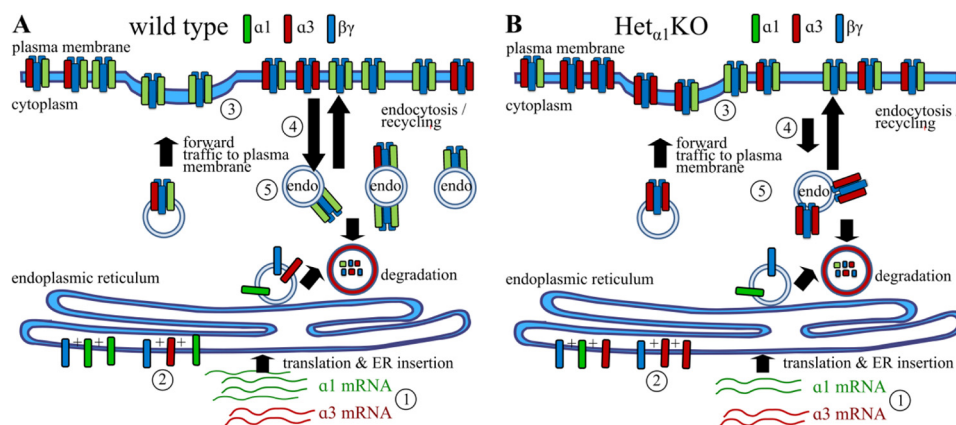 A wild type α1 α3 βγ
plasma membrane
cytoplasm
3
4
endocytosis /
recycling
forward
traffic to plasma
membrane
5
endo
endo
endo
endoplasmic reticulum
degradation
+ +
+ +
2
translation & ER insertion
α1 mRNA
1
α3 mRNA
B Hetα1KO α1 α3 βγ
plasma membrane
cytoplasm
3
4
endocytosis /
recycling
forward
traffic to plasma
membrane
5
endo
endoplasmic reticulum
degradation
+ +
+ +
2
translation & ER insertion
α1 mRNA
1
α3 mRNA